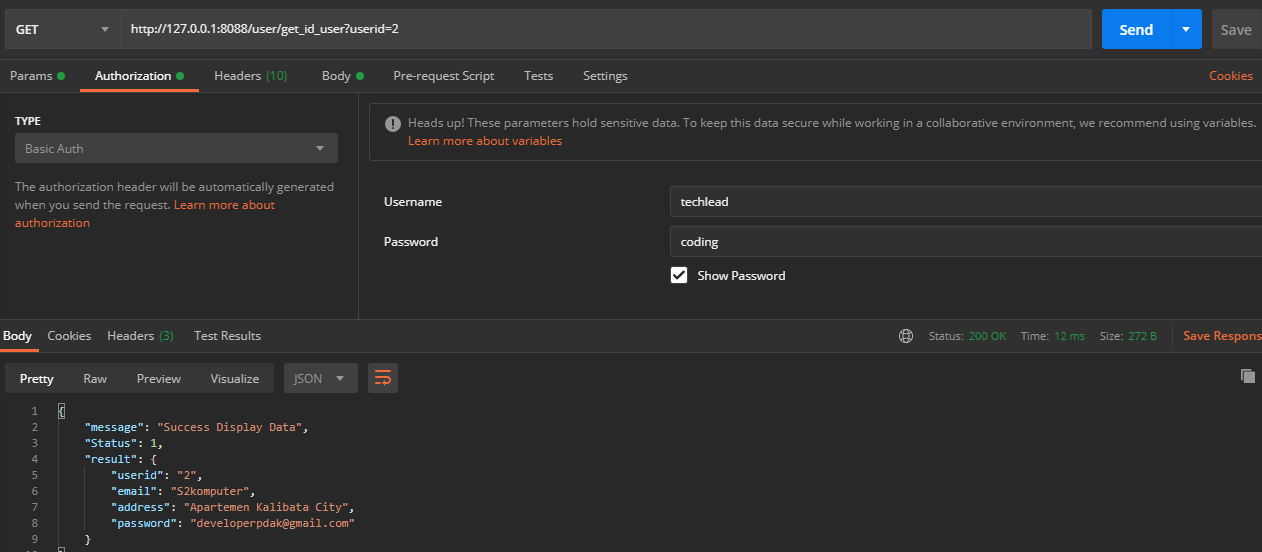 GET http://127.0.0.1:8088/user/get_id_user?userid=2 Send Save
Params Authorization Headers (10) Body Pre-request Script Tests Settings Cookies
TYPE
Basic Auth
The authorization header will be automatically generated
when you send the request. Learn more about
authorization
Heads up! These parameters hold sensitive data. To keep this data secure while working in a collaborative environment, we recommend using variables.
Learn more about variables
Username techlead
Password coding
Show Password
Body Cookies Headers (3) Test Results Status: 200 OK Time: 12 ms Size: 272 B Save Respons
Pretty Raw Preview Visualize JSON
1 {
2 "message": "Success Display Data",
3 "Status": 1,
4 "result": {
5 "userid": "2",
6 "email": "S2komputer",
7 "address": "Apartemen Kalibata City",
8 "password": "developerpdak@gmail.com"
9 }